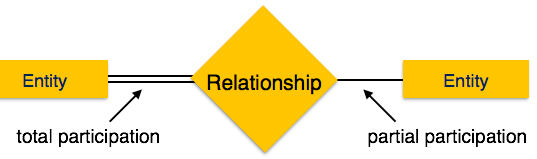 Entity
Relationship
Entity
total participation
partial participation